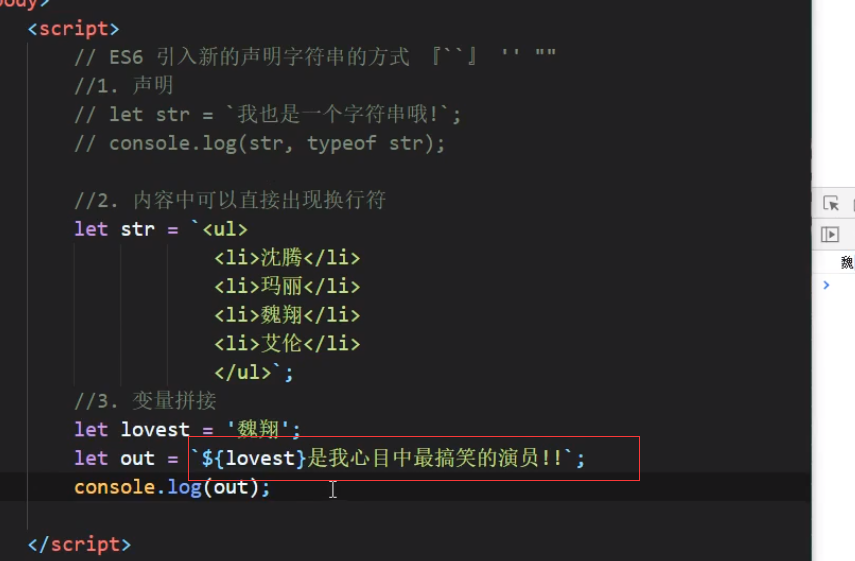 body>
<script>
// ES6 引入新的声明字符串的方式 『``』 '' ""
//1. 声明
// let str = `我也是一个字符串哦!`;
// console.log(str, typeof str);
//2. 内容中可以直接出现换行符
let str = `<ul>
<li>沈腾</li>
<li>玛丽</li>
<li>魏翔</li>
<li>艾伦</li>
</ul>`;
//3. 变量拼接
let lovest = '魏翔';
let out = `${lovest}是我心目中最搞笑的演员!!`;
console.log(out);
</script>
魏